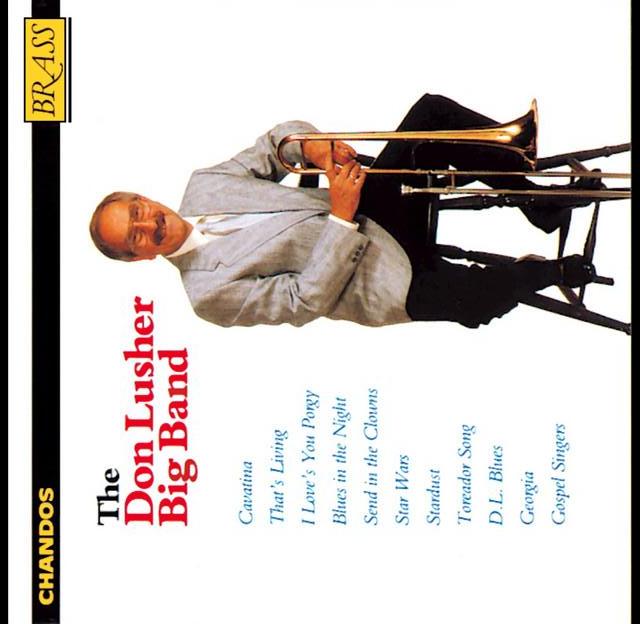 CHANDOS
BRASS
The
Don Lusher
Big Band
Cavatina
That's Living
I Love's You Porgy
Blues in the Night
Send in the Clowns
Star Wars
Stardust
Toreador Song
D.L. Blues
Georgia
Gospel Singers